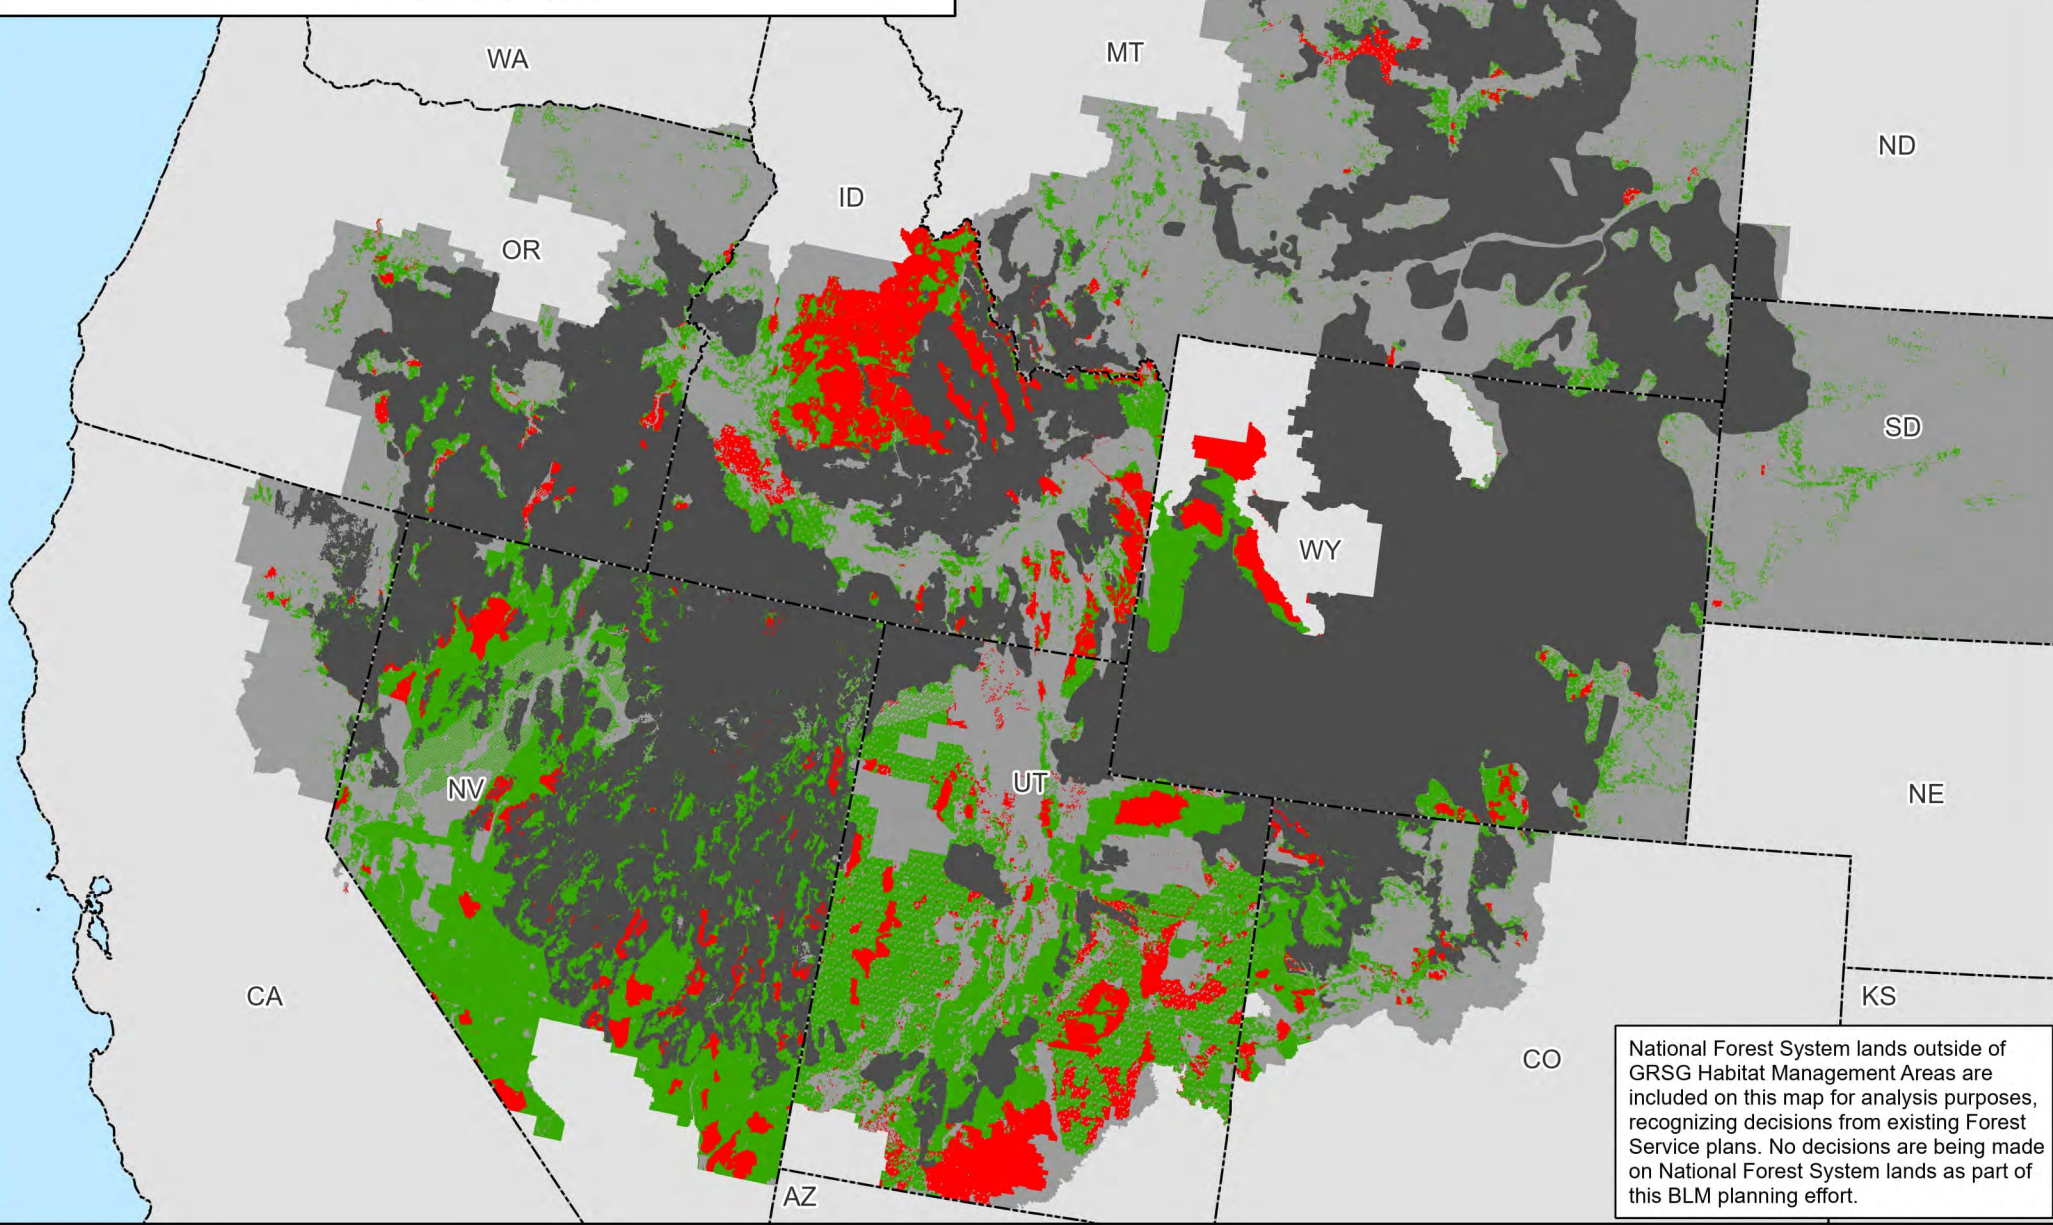 WA
MT
ND
ID
OR
SD
WY
UT
NV
NE
CA
KS
CO
AZ
National Forest System lands outside of
GRSG Habitat Management Areas are
included on this map for analysis purposes,
recognizing decisions from existing Forest
Service plans. No decisions are being made
on National Forest System lands as part of
this BLM planning effort.